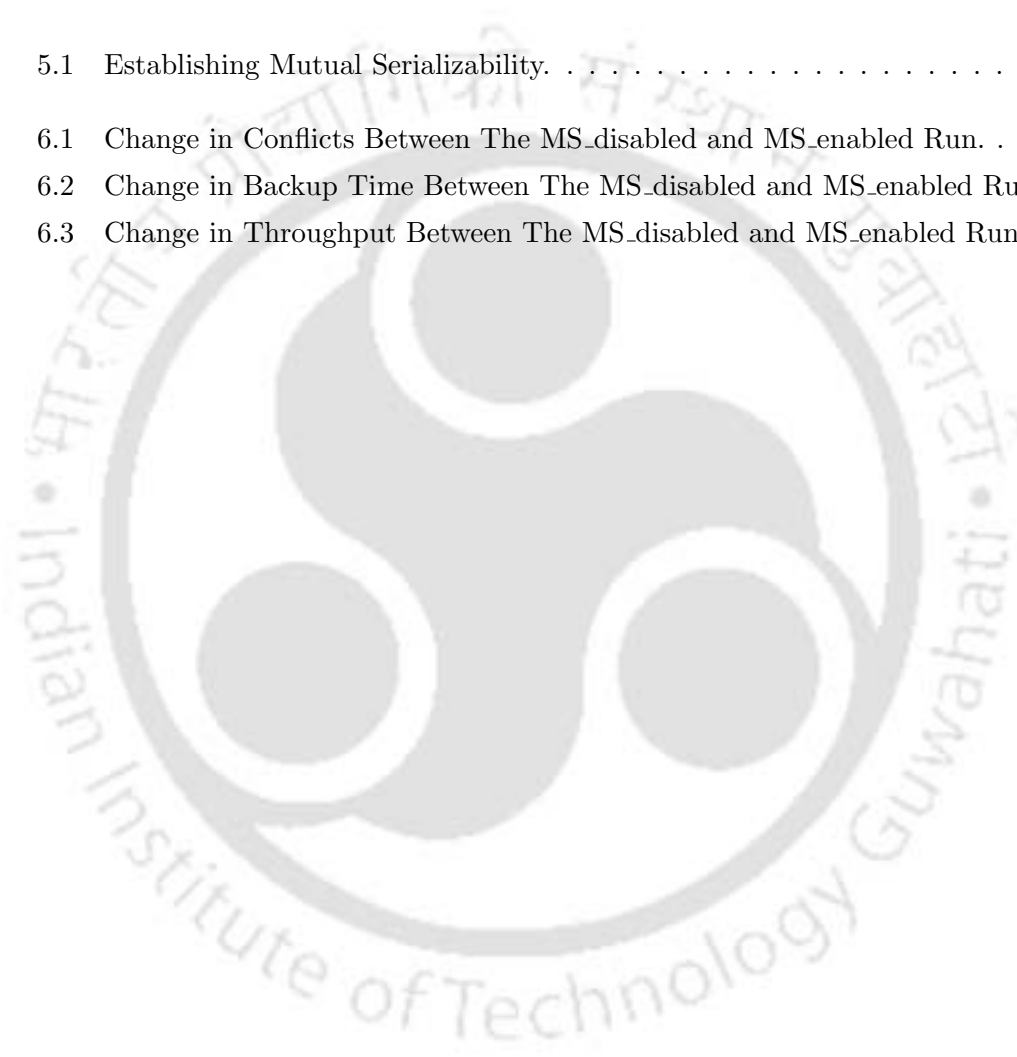 5.1 Establishing Mutual Serializability. . . . . . . . . . . . . . . . . . . . . .
6.1 Change in Conflicts Between The MS_disabled and MS_enabled Run. .
6.2 Change in Backup Time Between The MS_disabled and MS_enabled Ru
6.3 Change in Throughput Between The MS_disabled and MS_enabled Run
भारतीय प्रौद्योगिकी संस्थान गुवाहाटी
• Indian Institute of Technology Guwahati •